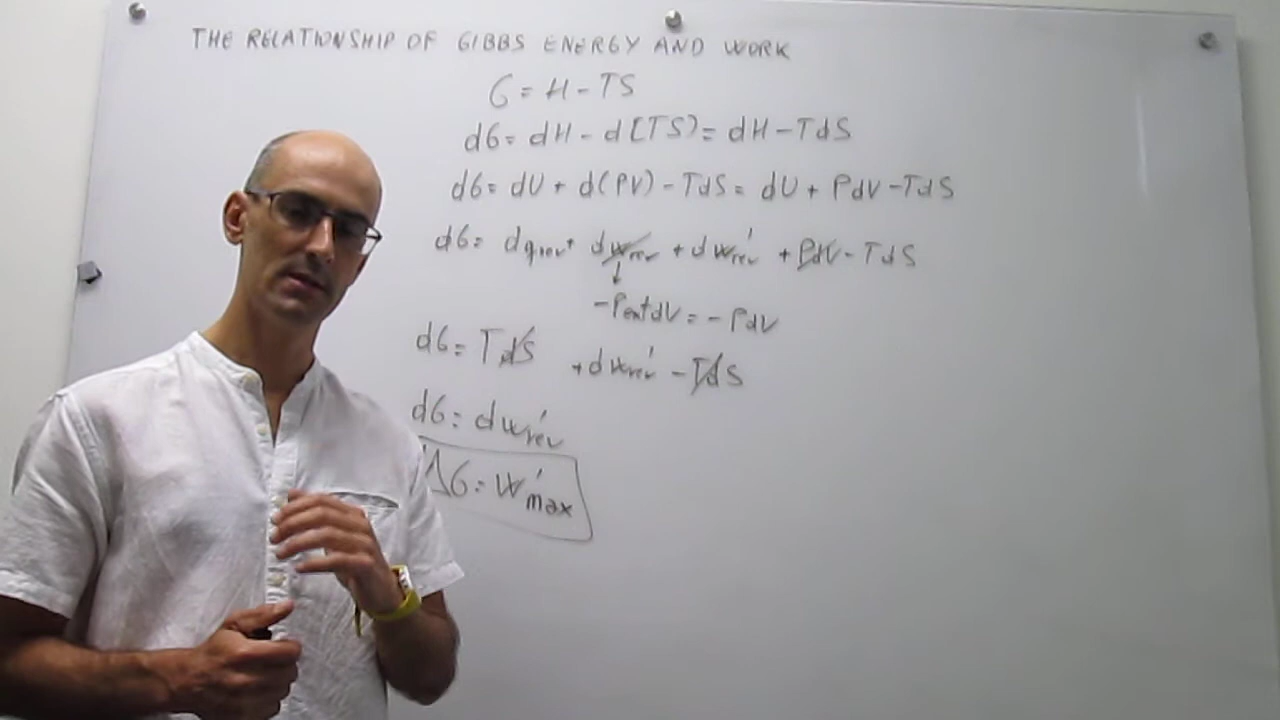 THE RELATIONSHIP OF GIBBS ENERGY AND WORK
G = H - TS
dG = dH - d(TS) = dH - TdS
dG = dU + d(PV) - TdS = dU + PdV - TdS
dG = dqrev + dwrev + dw'rev + PdV - TdS
↓
-PextdV = - PdV
dG = TdS + dw'rev - TdS
dG = dw'rev
ΔG = w'max